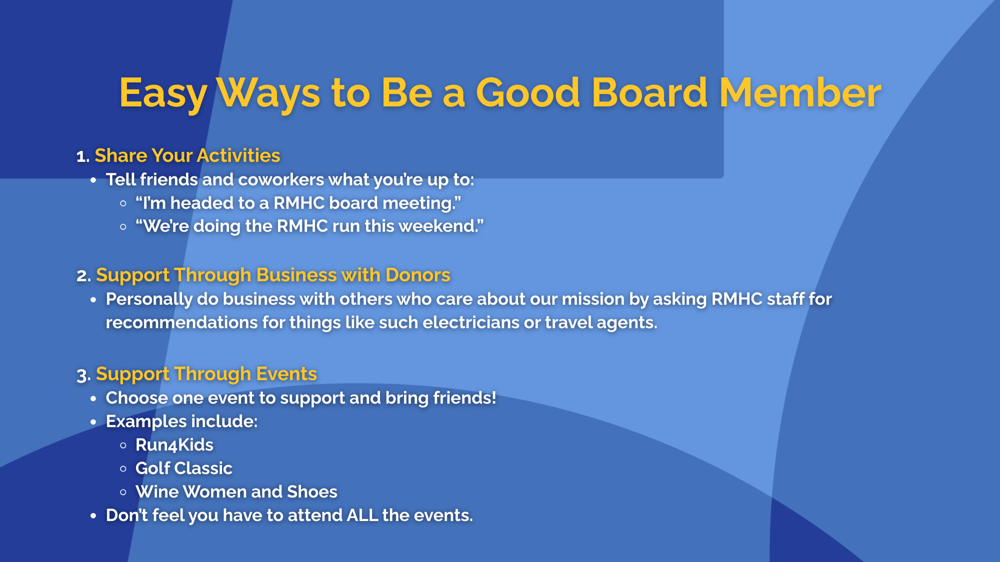 Easy Ways to Be a Good Board Member
1. Share Your Activities
• Tell friends and coworkers what you’re up to:
◦ “I’m headed to a RMHC board meeting.”
◦ “We’re doing the RMHC run this weekend.”
2. Support Through Business with Donors
• Personally do business with others who care about our mission by asking RMHC staff for
recommendations for things like such electricians or travel agents.
3. Support Through Events
• Choose one event to support and bring friends!
• Examples include:
◦ Run4Kids
◦ Golf Classic
◦ Wine Women and Shoes
• Don’t feel you have to attend ALL the events.